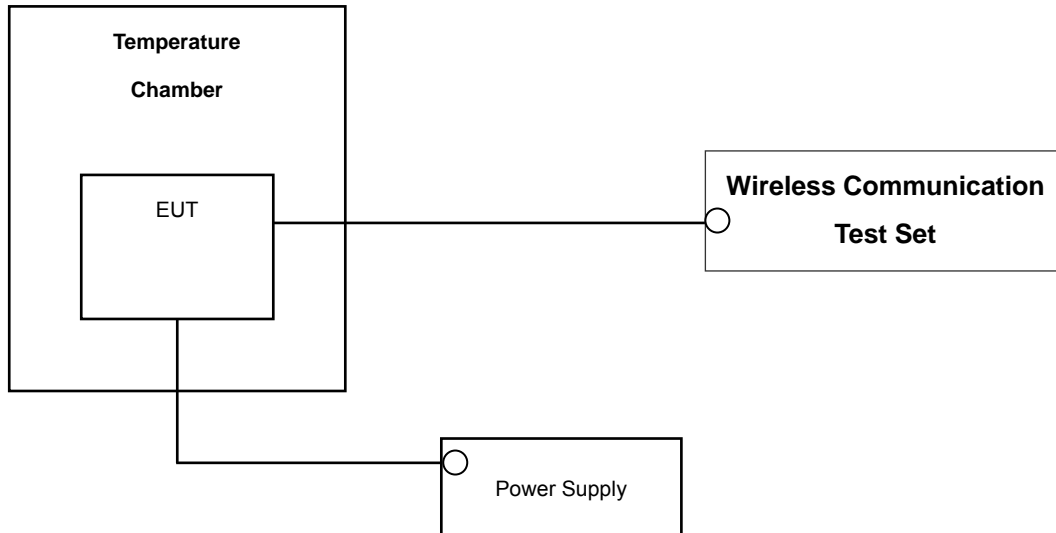 Temperature
Chamber
EUT
Wireless Communication
Test Set
Power Supply